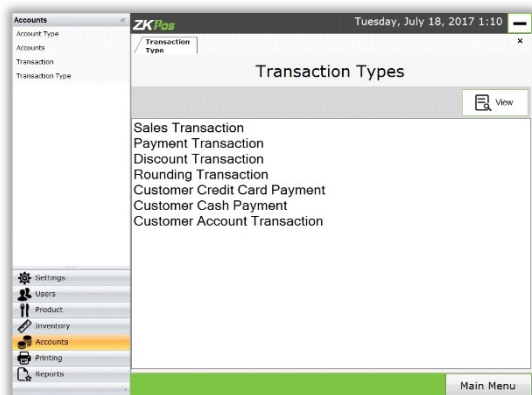 Accounts «
Account Type
Accounts
Transaction
Transaction Type
Settings
Users
Product
Inventory
Accounts
Printing
Reports
ZKPos
Tuesday, July 18, 2017 1:10
Transaction
Type
×
Transaction Types
View
Sales Transaction
Payment Transaction
Discount Transaction
Rounding Transaction
Customer Credit Card Payment
Customer Cash Payment
Customer Account Transaction
Main Menu